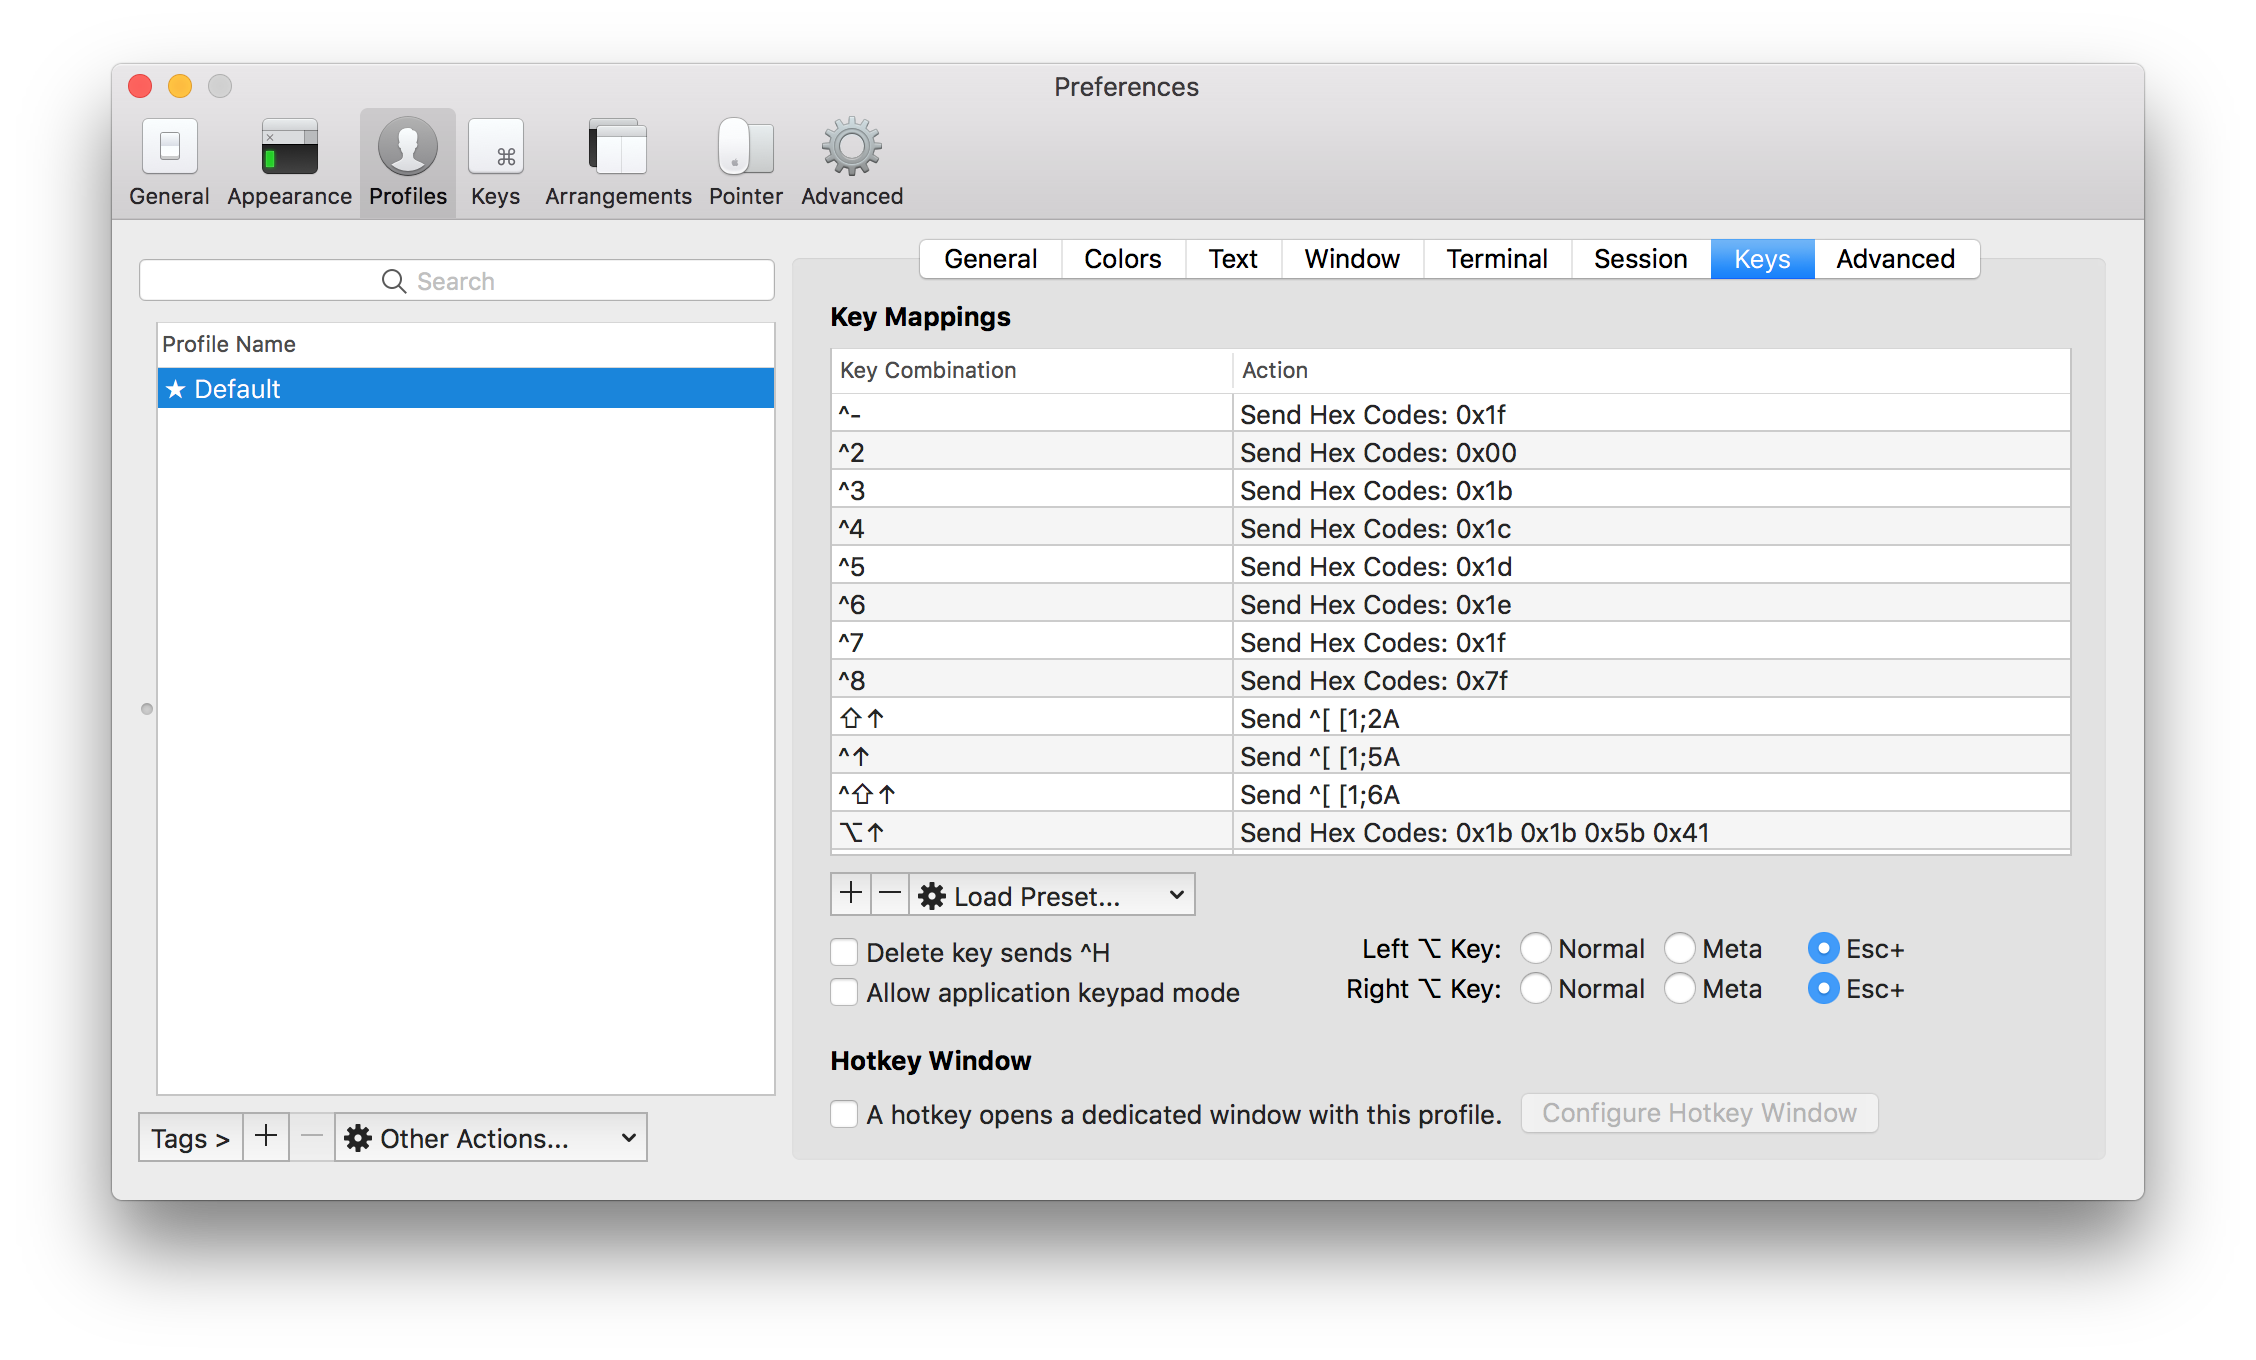 Preferences
General Appearance Profiles Keys Arrangements Pointer Advanced
General Colors Text Window Terminal Session Keys Advanced
Search
Profile Name
★ Default
Tags > + − Other Actions...
Key Mappings
Key Combination Action
^- Send Hex Codes: 0x1f
^2 Send Hex Codes: 0x00
^3 Send Hex Codes: 0x1b
^4 Send Hex Codes: 0x1c
^5 Send Hex Codes: 0x1d
^6 Send Hex Codes: 0x1e
^7 Send Hex Codes: 0x1f
^8 Send Hex Codes: 0x7f
⇧↑ Send ^[ [1;2A
^↑ Send ^[ [1;5A
^⇧↑ Send ^[ [1;6A
⌥↑ Send Hex Codes: 0x1b 0x1b 0x5b 0x41
+ − Load Preset...
Delete key sends ^H
Allow application keypad mode
Left ⌥ Key: Normal Meta Esc+
Right ⌥ Key: Normal Meta Esc+
Hotkey Window
A hotkey opens a dedicated window with this profile. Configure Hotkey Window